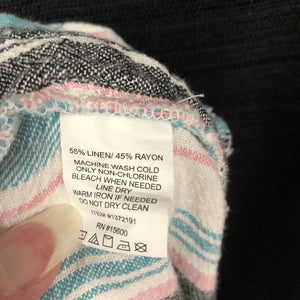 55% LINEN/ 45% RAYON
MACHINE WASH COLD
ONLY NON-CHLORINE
BLEACH WHEN NEEDED
LINE DRY
WARM IRON IF NEEDED
DO NOT DRY CLEAN
ITEM #1372191
RN #15600